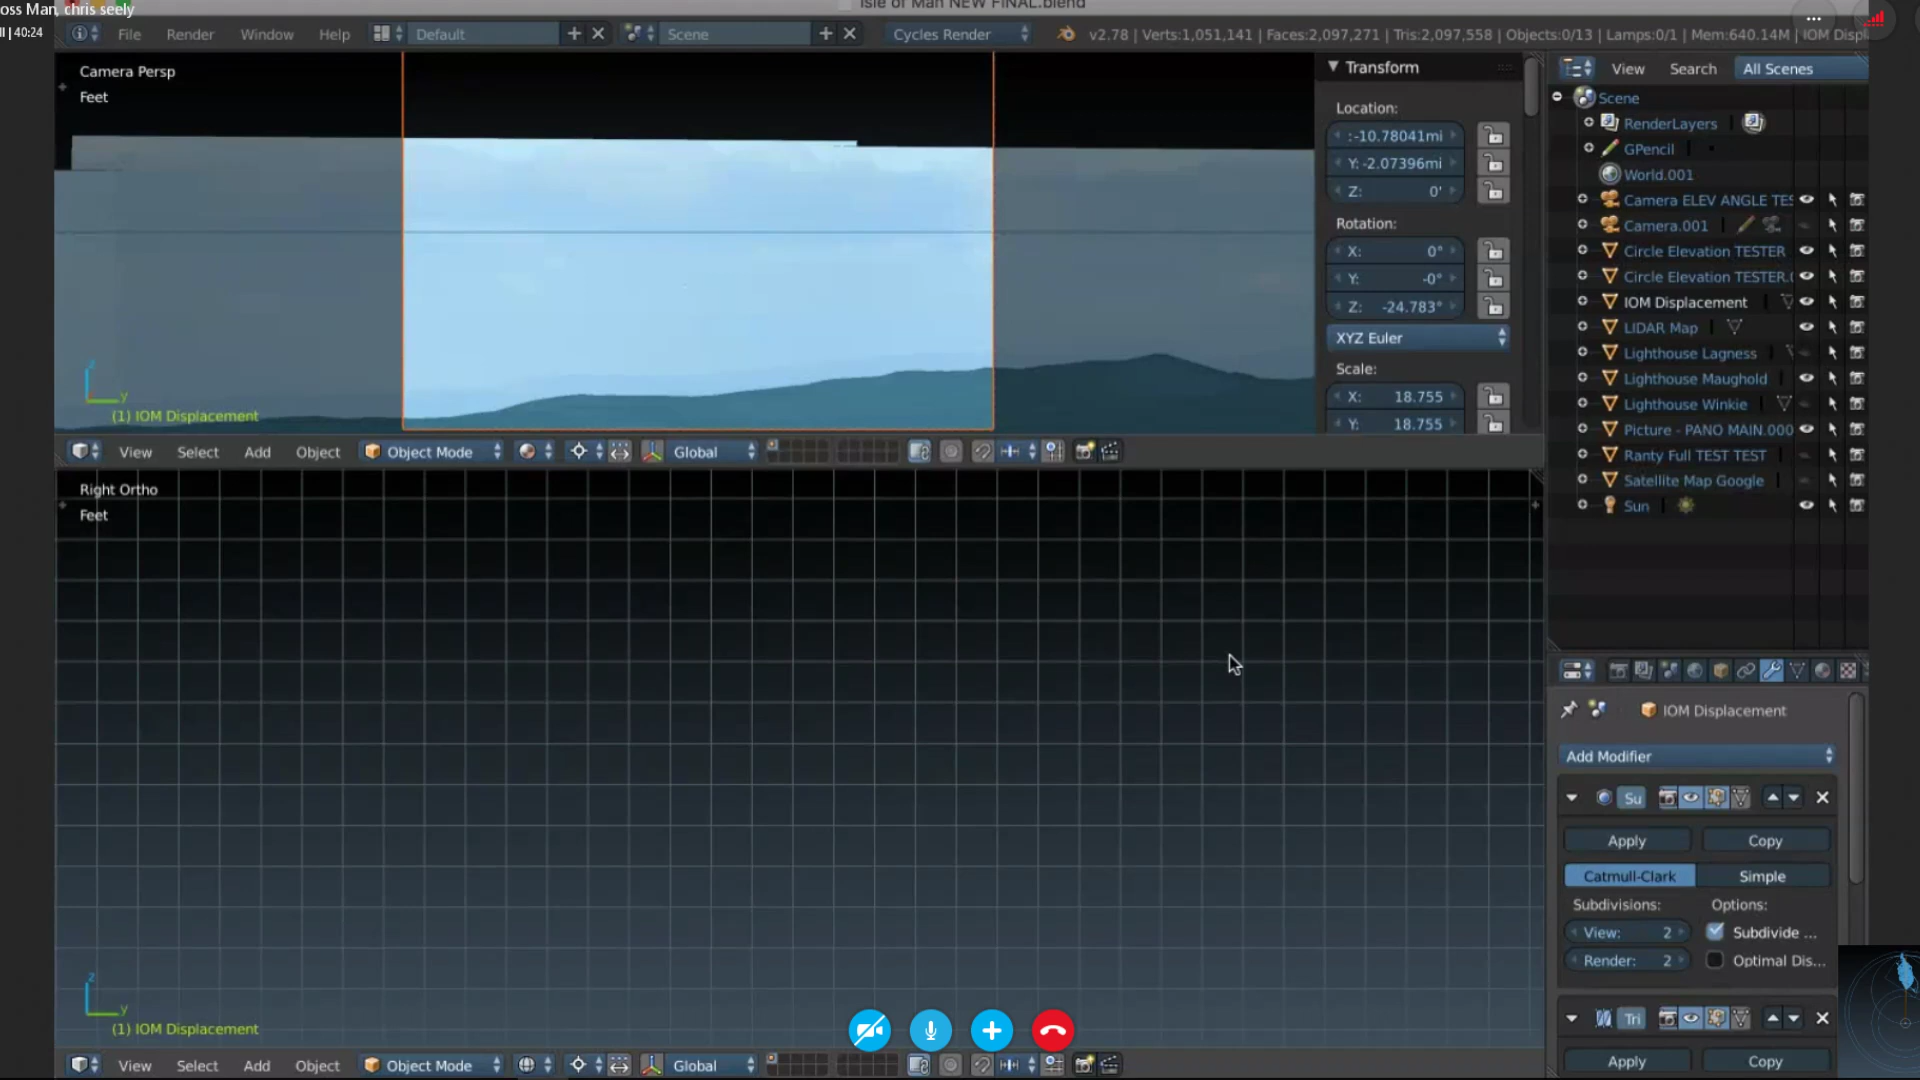 oss Man, chris seely
40:24
Isle of Man NEW FINAL.blend
File Render Window Help Default Scene Cycles Render v2.78 | Verts:1,051,141 | Faces:2,097,271 | Tris:2,097,558 | Objects:0/13 | Lamps:0/1 | Mem:640.14M | IOM Displ
Camera Persp
Feet
(1) IOM Displacement
View Select Add Object Object Mode Global
Transform
Location:
:-10.78041mi
Y: -2.07396mi
Z: 0'
Rotation:
X: 0°
Y: -0°
Z: -24.783°
XYZ Euler
Scale:
X: 18.755
Y: 18.755
View Search All Scenes
Scene
RenderLayers
GPencil
World.001
Camera ELEV ANGLE TES
Camera.001
Circle Elevation TESTER
Circle Elevation TESTER.
IOM Displacement
LIDAR Map
Lighthouse Lagness
Lighthouse Maughold
Lighthouse Winkie
Picture - PANO MAIN.000
Ranty Full TEST TEST
Satellite Map Google
Sun
Right Ortho
Feet
z
y
(1) IOM Displacement
View Select Add Object Object Mode Global
IOM Displacement
Add Modifier
Su
Apply Copy
Catmull-Clark Simple
Subdivisions: Options:
View: 2 Subdivide ...
Render: 2 Optimal Dis...
Tri
Apply Copy